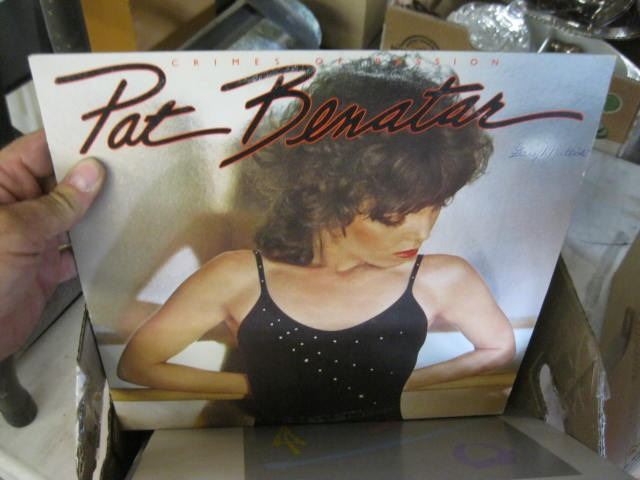 CRIMES OF PASSION
Pat Benatar